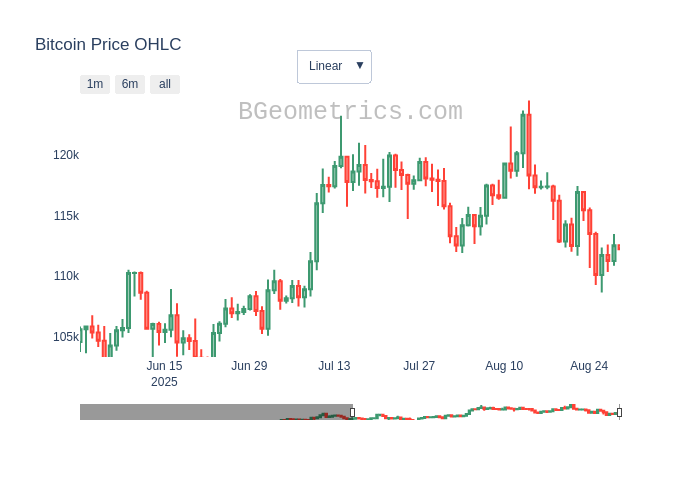 Bitcoin Price OHLC
Linear ▼
1m 6m all
BGeometrics.com
120k
115k
110k
105k
Jun 15 Jun 29 Jul 13 Jul 27 Aug 10 Aug 24
2025